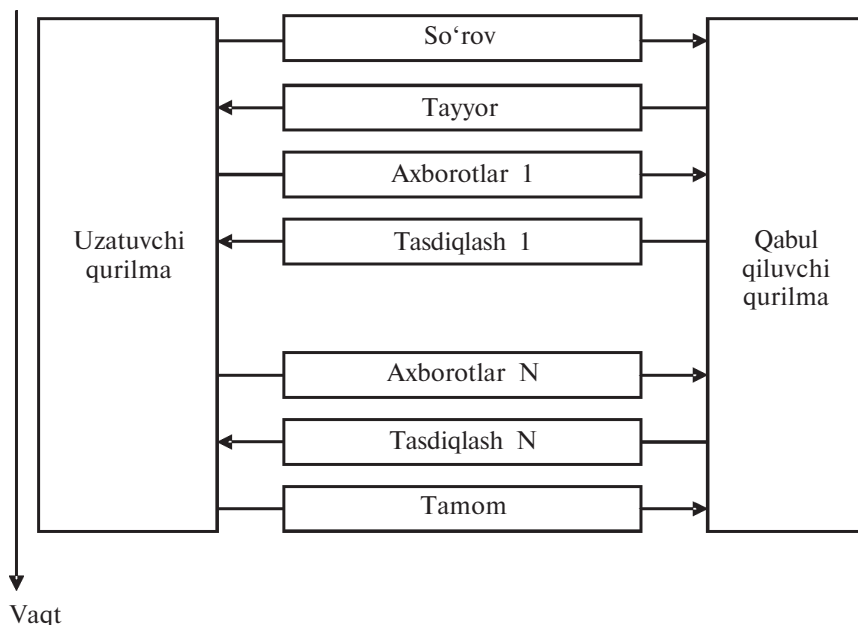 So‘rov
Tayyor
Axborotlar 1
Uzatuvchi
qurilma
Tasdiqlash 1
Qabul
qiluvchi
qurilma
Axborotlar N
Tasdiqlash N
Tamom
Vaqt